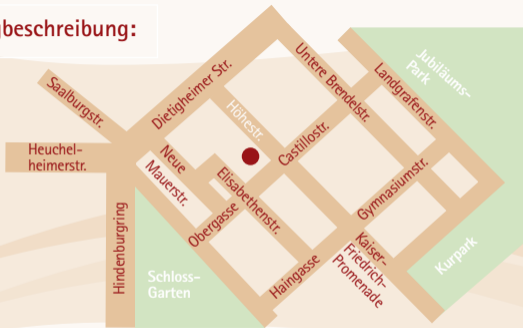 gbeschreibung:
Saalburgstr.
Dietigheimer Str.
Untere Brendelstr.
Jubiläums-
Park
Landgrafenstr.
Höhestr.
Heuchel-
heimerstr.
Neue
Mauerstr.
Castillostr.
Elisabethenstr.
Gymnasiumstr.
Obergasse
Hindenburgring
Schloss-
Garten
Haingasse
Kaiser-
Friedrich-
Promenade
Kurpark